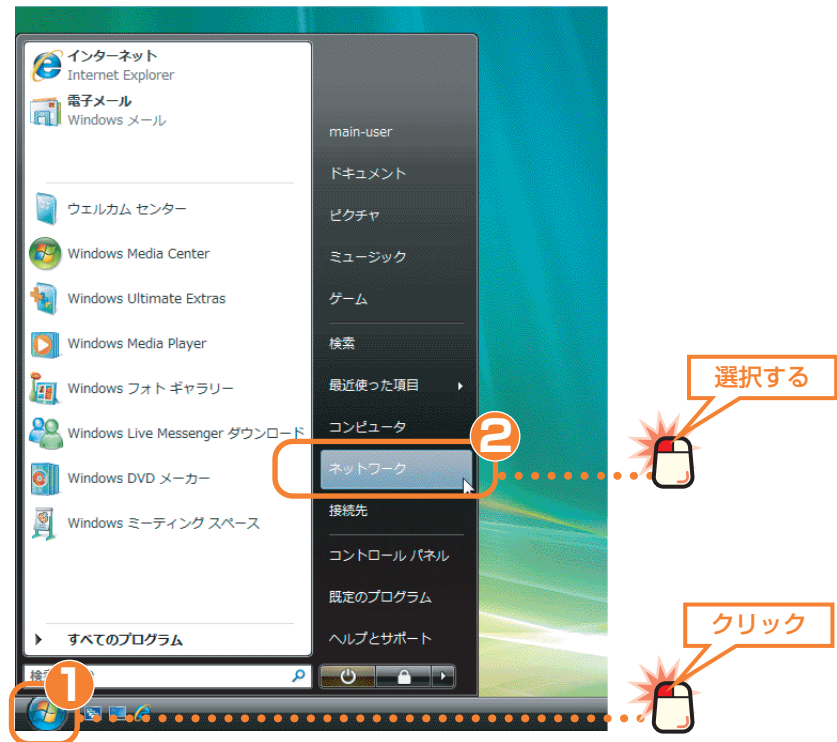 インターネット
Internet Explorer
電子メール
Windows メール
ウェルカム センター
Windows Media Center
Windows Ultimate Extras
Windows Media Player
Windows フォト ギャラリー
Windows Live Messenger ダウンロード
Windows DVD メーカー
Windows ミーティング スペース
すべてのプログラム
main-user
ドキュメント
ピクチャ
ミュージック
ゲーム
検索
最近使った項目
コンピュータ
2
ネットワーク
接続先
コントロール パネル
既定のプログラム
ヘルプとサポート
1
選択する
クリック